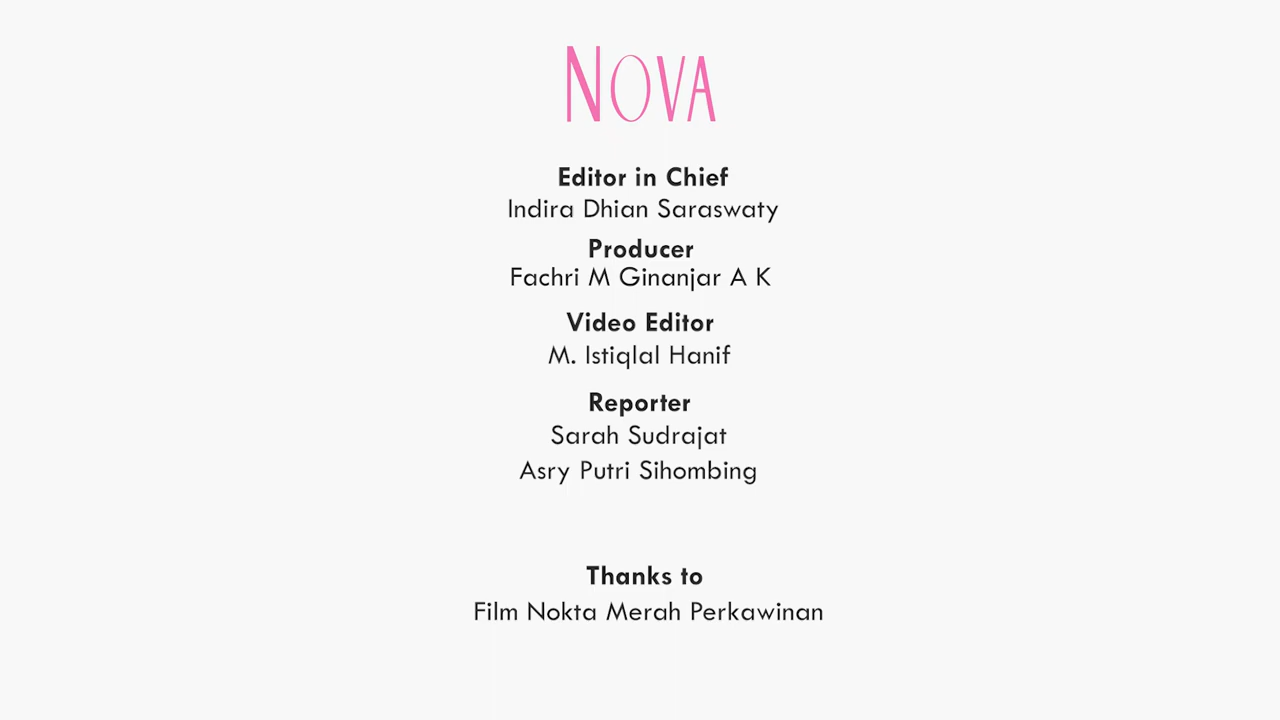 NOVA
Editor in Chief
Indira Dhian Saraswaty
Producer
Fachri M Ginanjar A K
Video Editor
M. Istiqlal Hanif
Reporter
Sarah Sudrajat
Asry Putri Sihombing
Thanks to
Film Nokta Merah Perkawinan